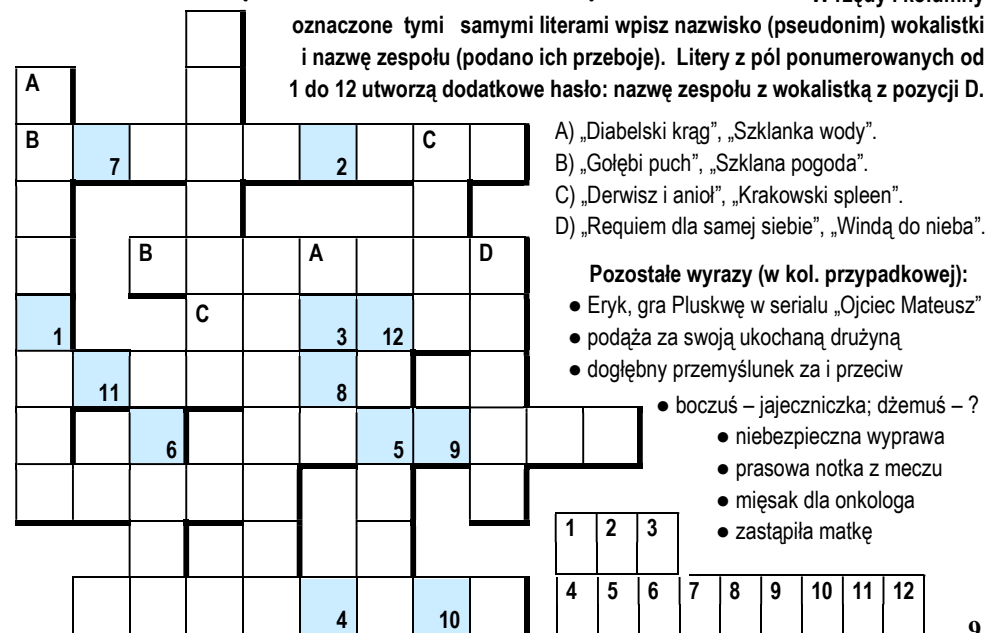 oznaczone tymi samymi literami wpisz nazwisko (pseudonim) wokalistki
i nazwę zespołu (podano ich przeboje). Litery z pól ponumerowanych od
1 do 12 utworzą dodatkowe hasło: nazwę zespołu z wokalistką z pozycji D.
A
B 7 2 C
A) „Diabelski krąg”, „Szklanka wody”.
B) „Gołębi puch”, „Szklana pogoda”.
C) „Derwisz i anioł”, „Krakowski spleen”.
D) „Requiem dla samej siebie”, „Windą do nieba”.
B A D
Pozostałe wyrazy (w kol. przypadkowej):
● Eryk, gra Pluskwę w serialu „Ojciec Mateusz”
● podąża za swoją ukochaną drużyną
● dogłębny przemyślunek za i przeciw
● boczuś – jajeczniczka; dżemuś – ?
● niebezpieczna wyprawa
● prasowa notka z meczu
● mięsak dla onkologa
● zastąpiła matkę
1 C 3 12
11 8
6 5 9
1 2 3
4 5 6 7 8 9 10 11 12
4 10
9